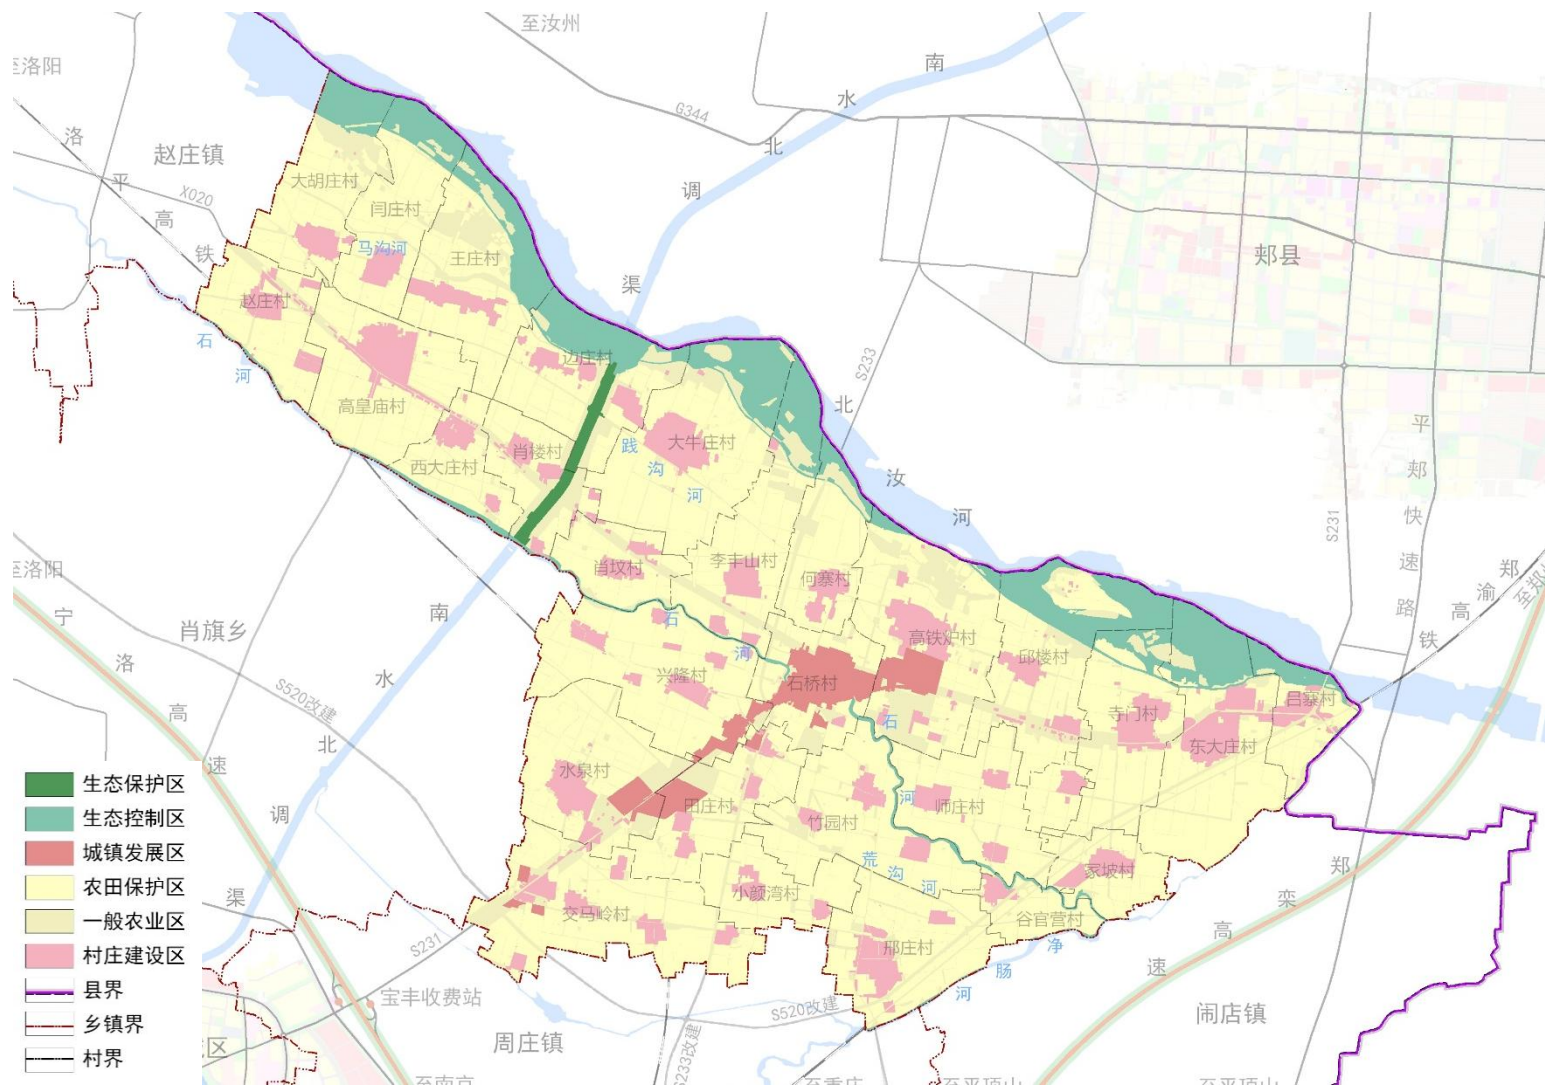 至汝州
至洛阳
南
水
北
调
渠
G344
洛
平
高
铁
赵庄镇
X020
大胡庄村
闫庄村
马沟河
王庄村
赵庄村
石
河
高皇庙村
边庄村
西大庄村
肖楼村
大牛庄村
践
沟
河
S233
北
汝
河
郏县
平
郏
快
速
路
S231
郑
渝
高
铁
至洛阳
宁
洛
高
速
肖旗乡
南
水
北
调
渠
S520改建
肖坟村
李丰山村
何寨村
石
河
兴隆村
石桥村
高铁炉村
邱楼村
石
河
寺门村
东大庄村
吕寨村
水泉村
田庄村
竹园村
师庄村
荒
沟
河
小颜湾村
交马岭村
邢庄村
谷官营村
冢坡村
净
肠
河
郑
栾
高
速
S231
宝丰收费站
周庄镇
S520改建
S233改建
闹店镇
生态保护区
生态控制区
城镇发展区
农田保护区
一般农业区
村庄建设区
县界
乡镇界
村界